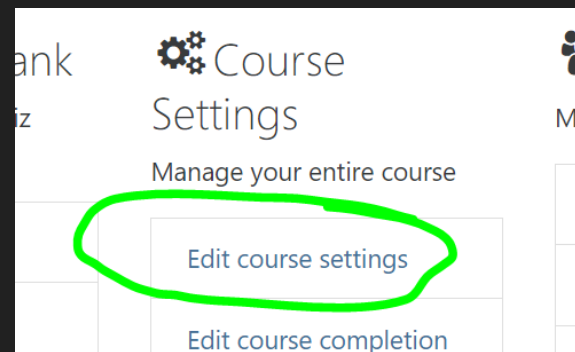 ank
iz
Course
Settings
Manage your entire course
Edit course settings
Edit course completion
M